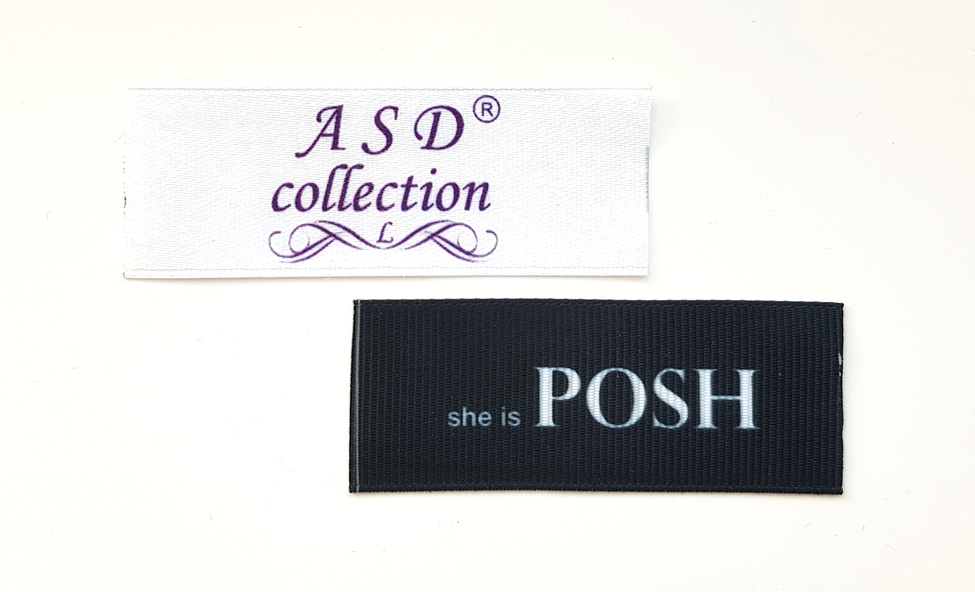 A S D®
collection
L
she is POSH